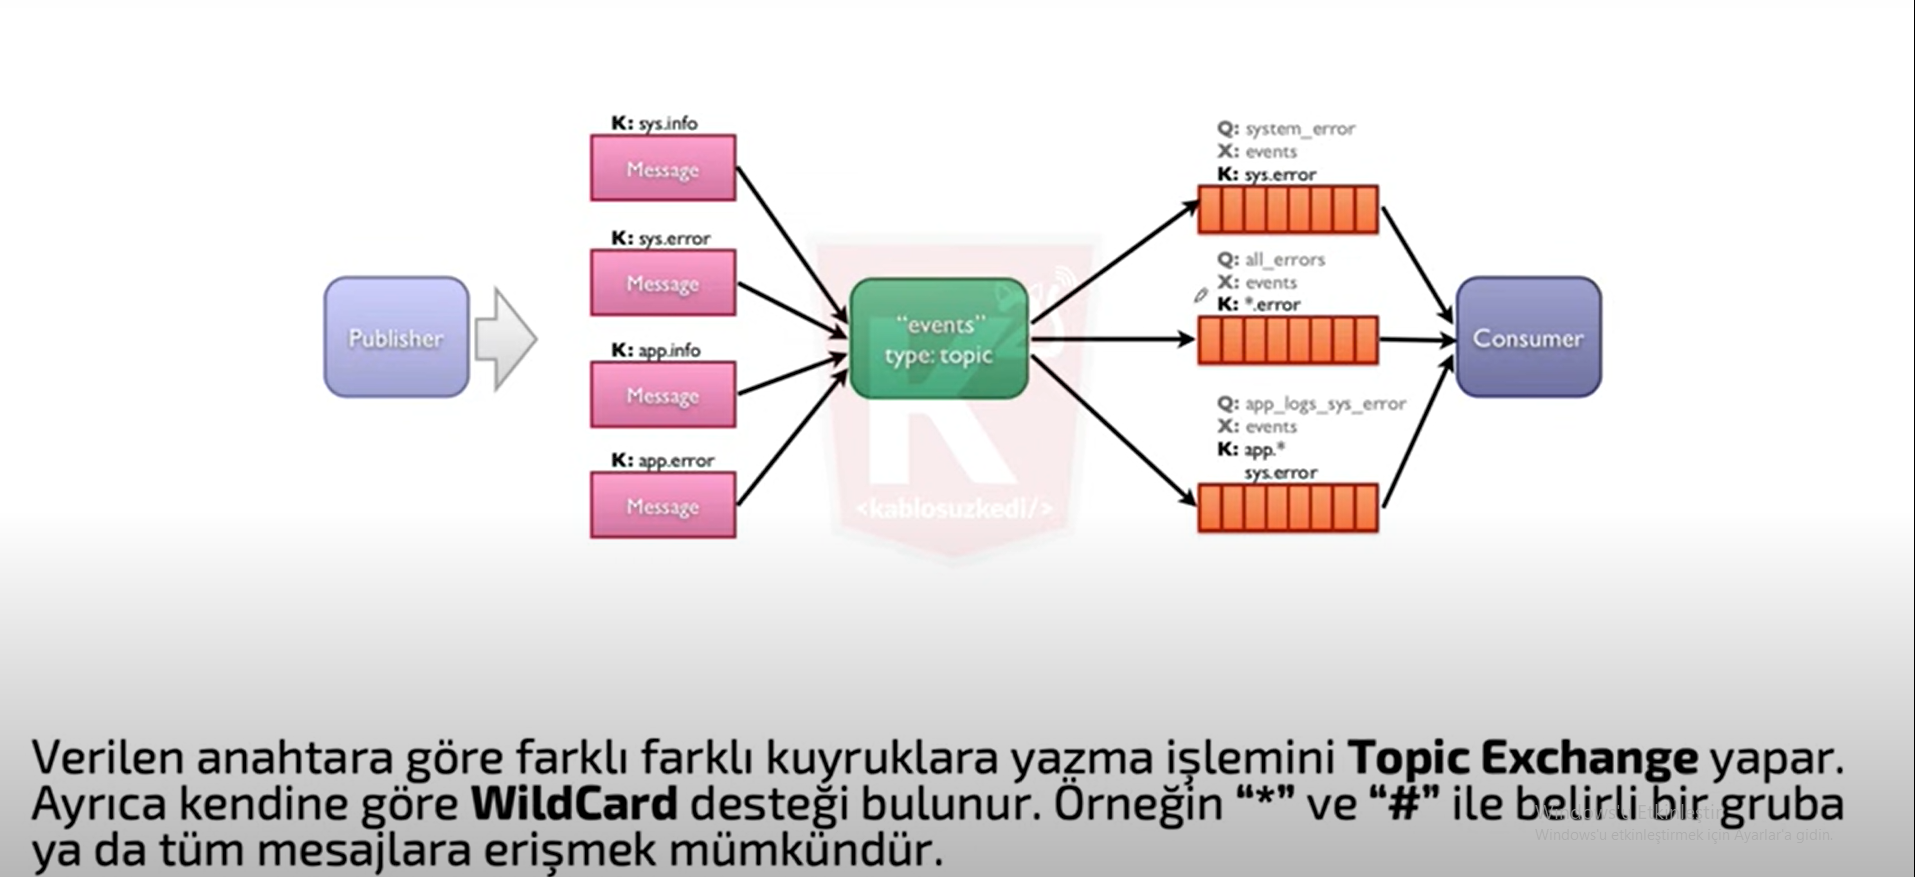 K: sys.info
Message
K: sys.error
Message
K: app.info
Message
K: app.error
Message
Publisher
"events"
type: topic
<kablosuzkedi/>
Q: system_error
X: events
K: sys.error
Q: all_errors
X: events
K: *.error
Q: app_logs_sys_error
X: events
K: app.*
sys.error
Consumer
Verilen anahtara göre farklı farklı kuyruklara yazma işlemini Topic Exchange yapar.
Ayrıca kendine göre WildCard desteği bulunur. Örneğin “*” ve “#” ile belirli bir gruba
ya da tüm mesajlara erişmek mümkündür.
Windows'u Etkinleştir
Windows'u etkinleştirmek için Ayarlar'a gidin.